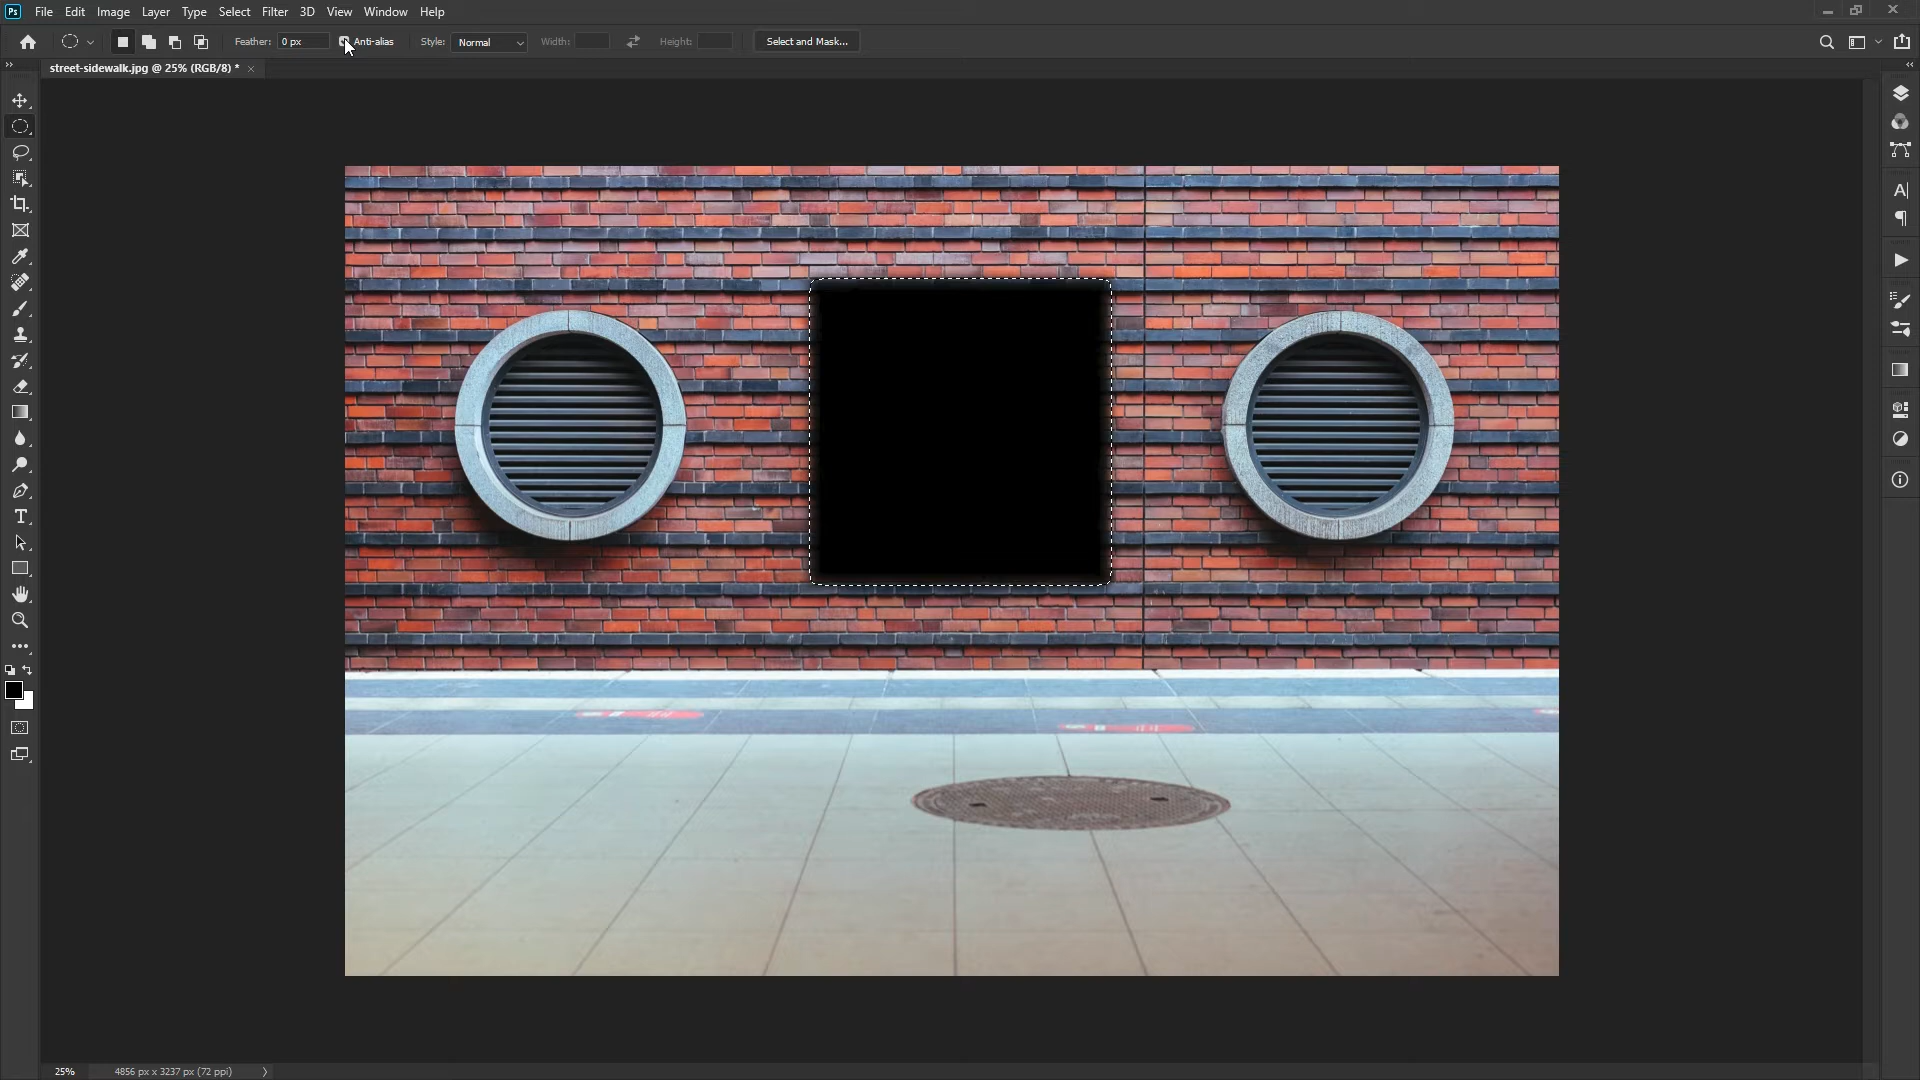 Ps File Edit Image Layer Type Select Filter 3D View Window Help
Feather: 0 px Anti-alias Style: Normal Width: Height: Select and Mask...
street-sidewalk.jpg @ 25% (RGB/8) *
25% 4856 px x 3237 px (72 ppi)